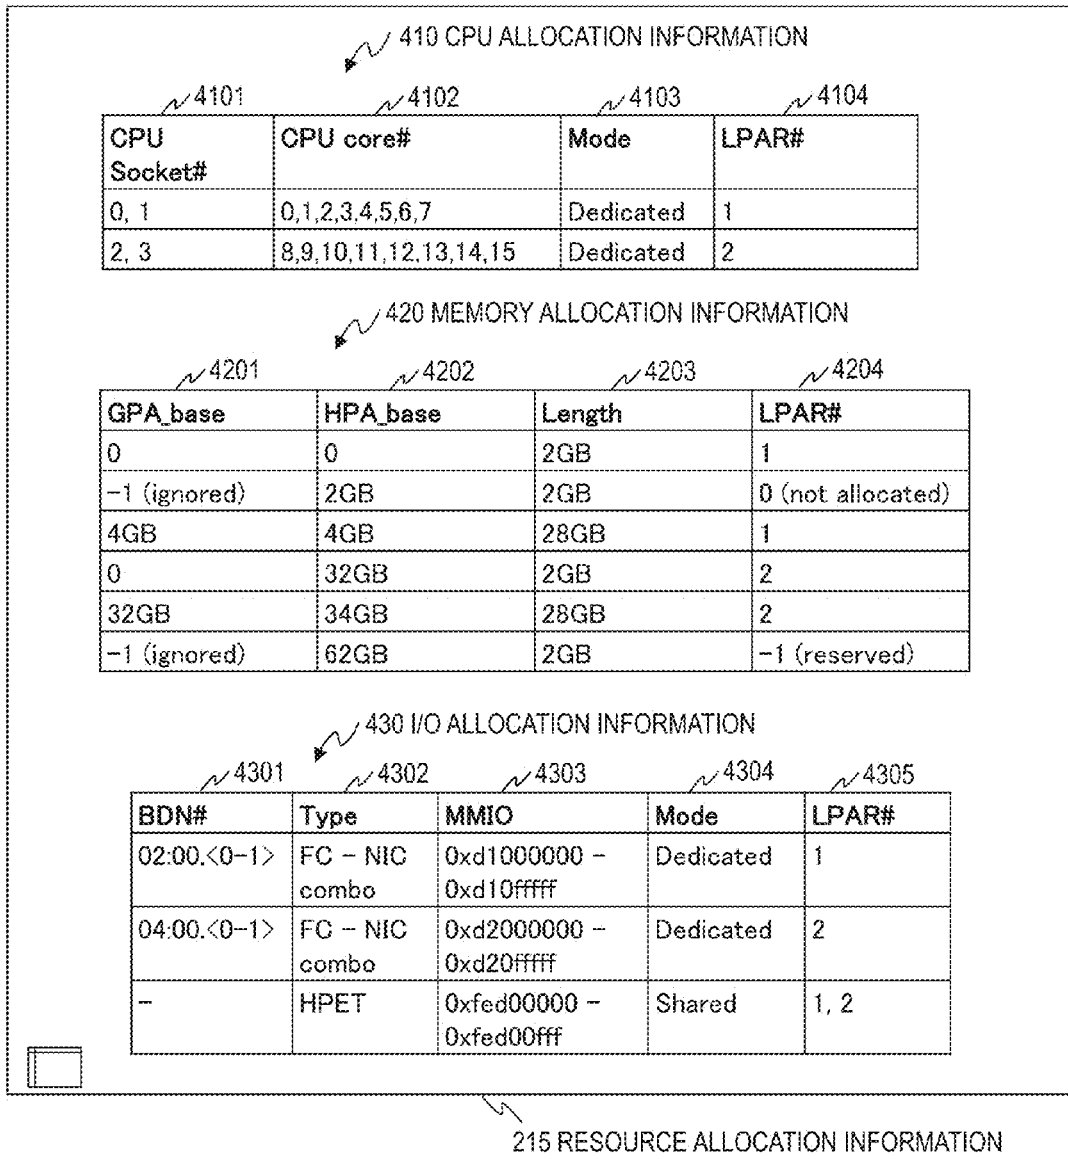 410 CPU ALLOCATION INFORMATION
4101 4102 4103 4104
CPU Socket# CPU core# Mode LPAR#
0, 1 0,1,2,3,4,5,6,7 Dedicated 1
2, 3 8,9,10,11,12,13,14,15 Dedicated 2
420 MEMORY ALLOCATION INFORMATION
4201 4202 4203 4204
GPA_base HPA_base Length LPAR#
0 0 2GB 1
-1 (ignored) 2GB 2GB 0 (not allocated)
4GB 4GB 28GB 1
0 32GB 2GB 2
32GB 34GB 28GB 2
-1 (ignored) 62GB 2GB -1 (reserved)
430 I/O ALLOCATION INFORMATION
4301 4302 4303 4304 4305
BDN# Type MMIO Mode LPAR#
02:00.<0-1> FC - NIC combo 0xd1000000 - 0xd10fffff Dedicated 1
04:00.<0-1> FC - NIC combo 0xd2000000 - 0xd20fffff Dedicated 2
- HPET 0xfed00000 - 0xfed00fff Shared 1, 2
215 RESOURCE ALLOCATION INFORMATION